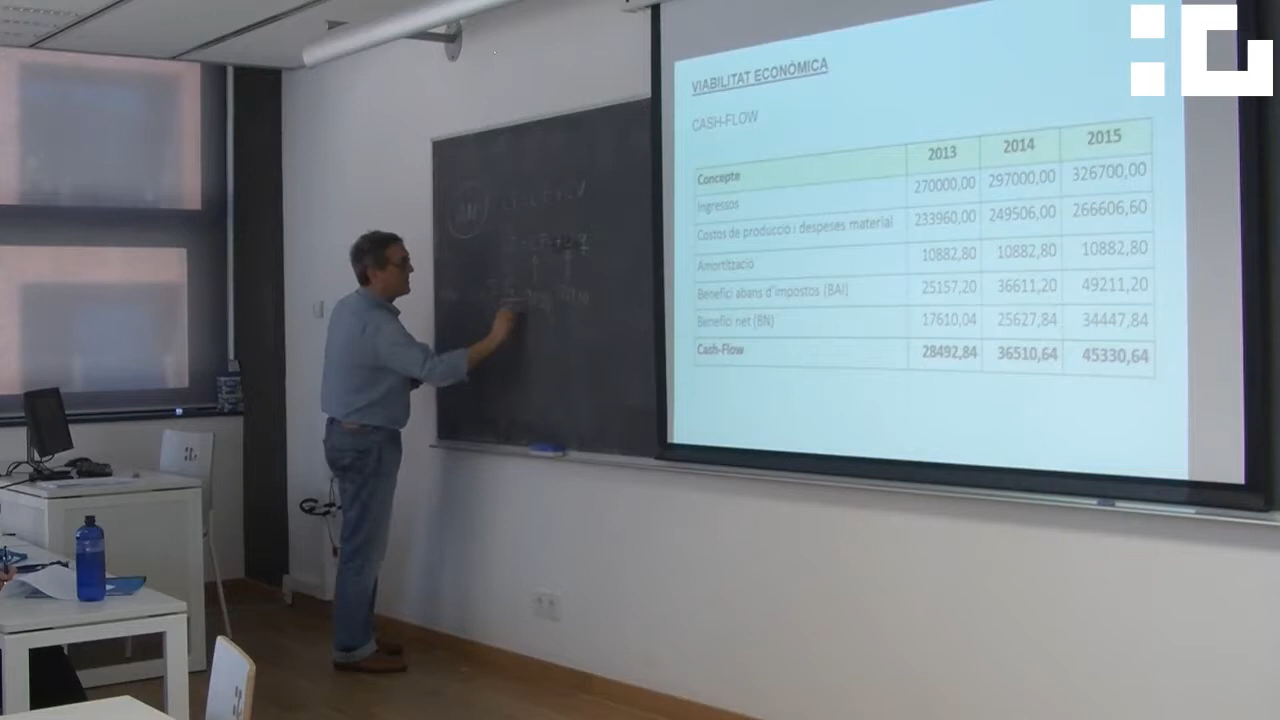 VIABILITAT ECONÒMICA
CASH-FLOW
Concepte 2013 2014 2015
Ingressos 270000,00 297000,00 326700,00
Costos de producció i despeses material 233960,00 249506,00 266606,60
Amortització 10882,80 10882,80 10882,80
Benefici abans d'impostos (BAI) 25157,20 36611,20 49211,20
Benefici net (BN) 17610,04 25627,84 34447,84
Cash-Flow 28492,84 36510,64 45330,64